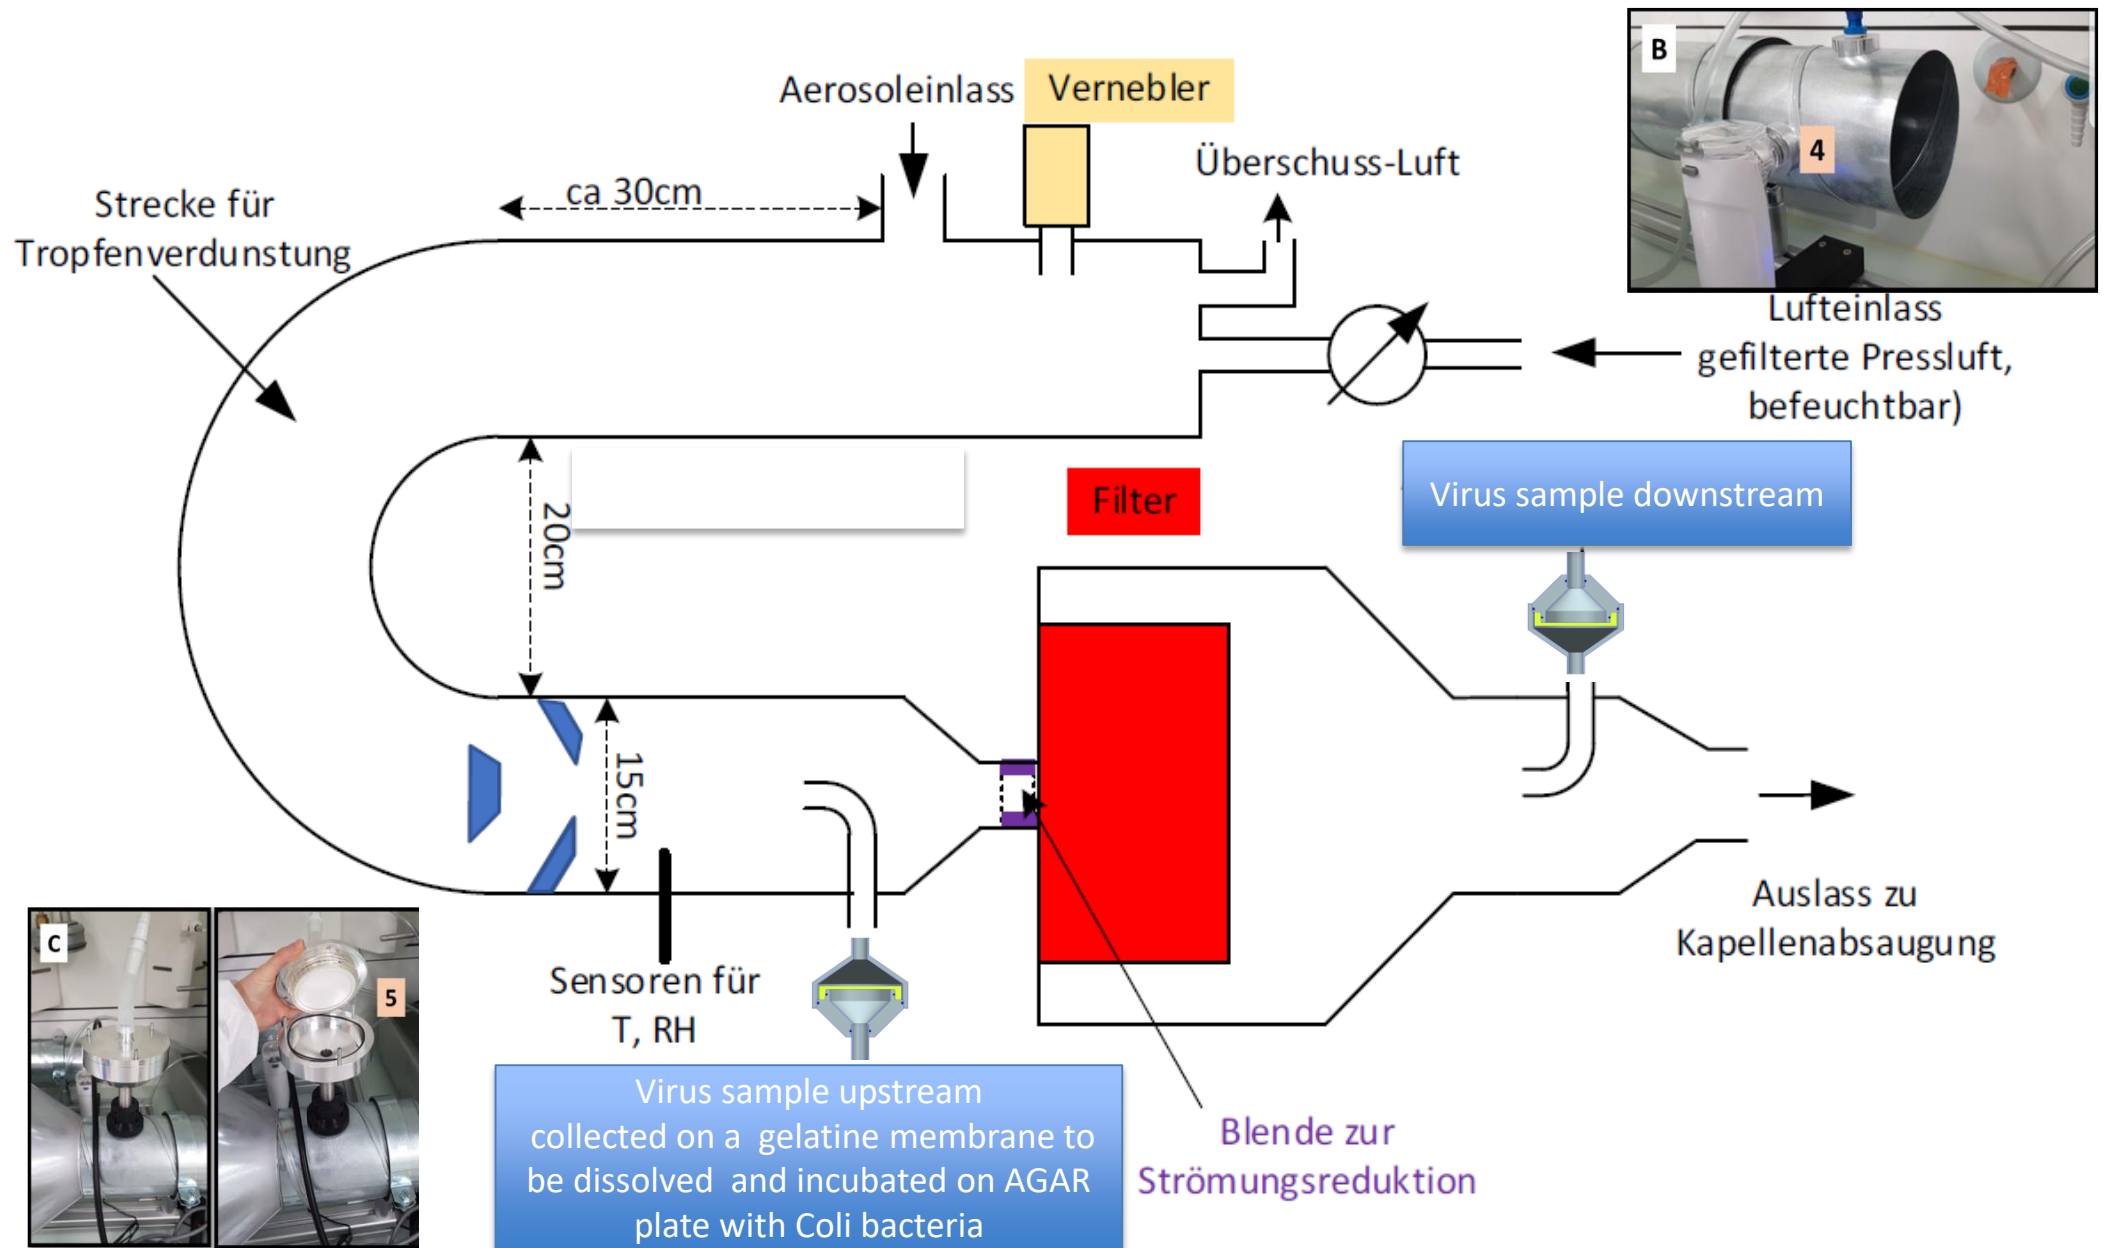 B
4
Aerosoleinlass
Vernebler
Überschuss-Luft
ca 30cm
Strecke für
Tropfenverdunstung
Lufteinlass
gefilterte Pressluft,
befeuchtbar)
20cm
Filter
Virus sample downstream
15cm
Auslass zu
Kapellenabsaugung
C
5
Sensoren für
T, RH
Virus sample upstream
collected on a gelatine membrane to
be dissolved and incubated on AGAR
plate with Coli bacteria
Blende zur
Strömungsreduktion